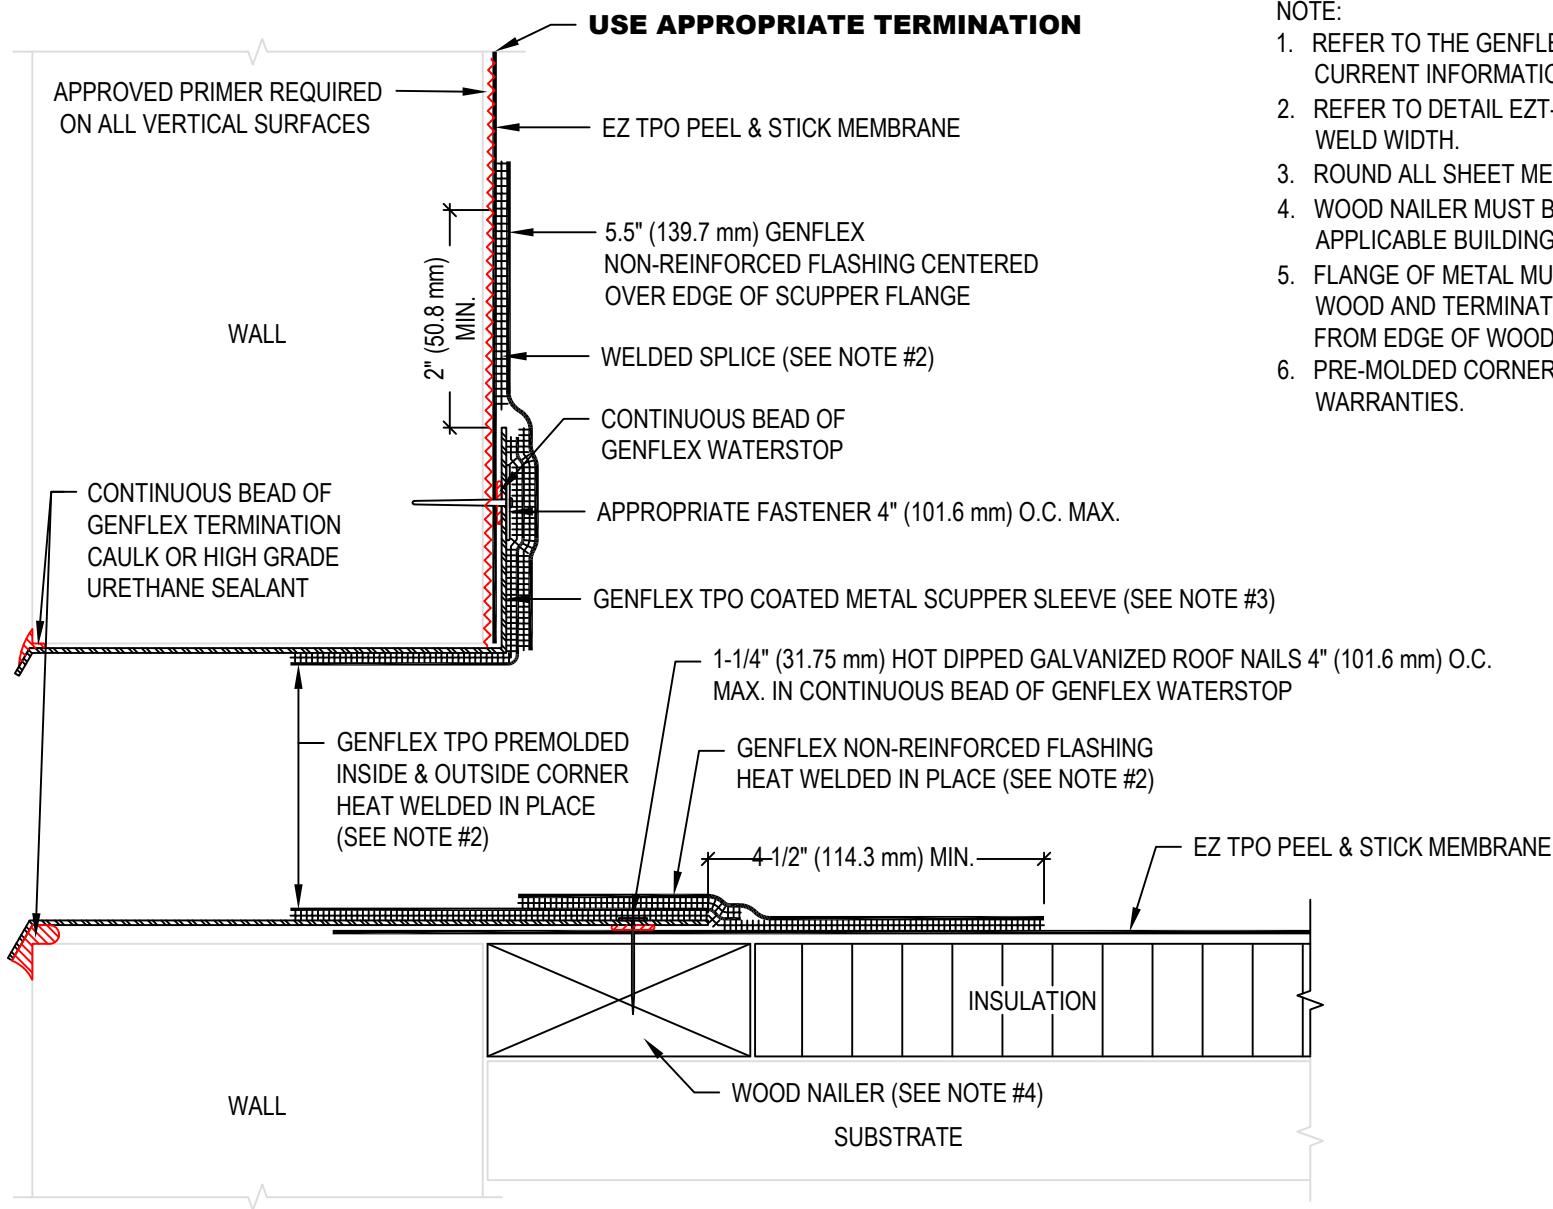 USE APPROPRIATE TERMINATION
APPROVED PRIMER REQUIRED
ON ALL VERTICAL SURFACES
EZ TPO PEEL & STICK MEMBRANE
5.5" (139.7 mm) GENFLEX
NON-REINFORCED FLASHING CENTERED
OVER EDGE OF SCUPPER FLANGE
2" (50.8 mm)
MIN.
WALL
WELDED SPLICE (SEE NOTE #2)
CONTINUOUS BEAD OF
GENFLEX WATERSTOP
CONTINUOUS BEAD OF
GENFLEX TERMINATION
CAULK OR HIGH GRADE
URETHANE SEALANT
APPROPRIATE FASTENER 4" (101.6 mm) O.C. MAX.
GENFLEX TPO COATED METAL SCUPPER SLEEVE (SEE NOTE #3)
1-1/4" (31.75 mm) HOT DIPPED GALVANIZED ROOF NAILS 4" (101.6 mm) O.C.
MAX. IN CONTINUOUS BEAD OF GENFLEX WATERSTOP
GENFLEX TPO PREMOLDED
INSIDE & OUTSIDE CORNER
HEAT WELDED IN PLACE
(SEE NOTE #2)
GENFLEX NON-REINFORCED FLASHING
HEAT WELDED IN PLACE (SEE NOTE #2)
4-1/2" (114.3 mm) MIN.
EZ TPO PEEL & STICK MEMBRANE
INSULATION
WOOD NAILER (SEE NOTE #4)
WALL
SUBSTRATE
NOTE:
1. REFER TO THE GENFLE
CURRENT INFORMATIO
2. REFER TO DETAIL EZT-
WELD WIDTH.
3. ROUND ALL SHEET ME
4. WOOD NAILER MUST B
APPLICABLE BUILDING
5. FLANGE OF METAL MU
WOOD AND TERMINAT
FROM EDGE OF WOOD
6. PRE-MOLDED CORNER
WARRANTIES.